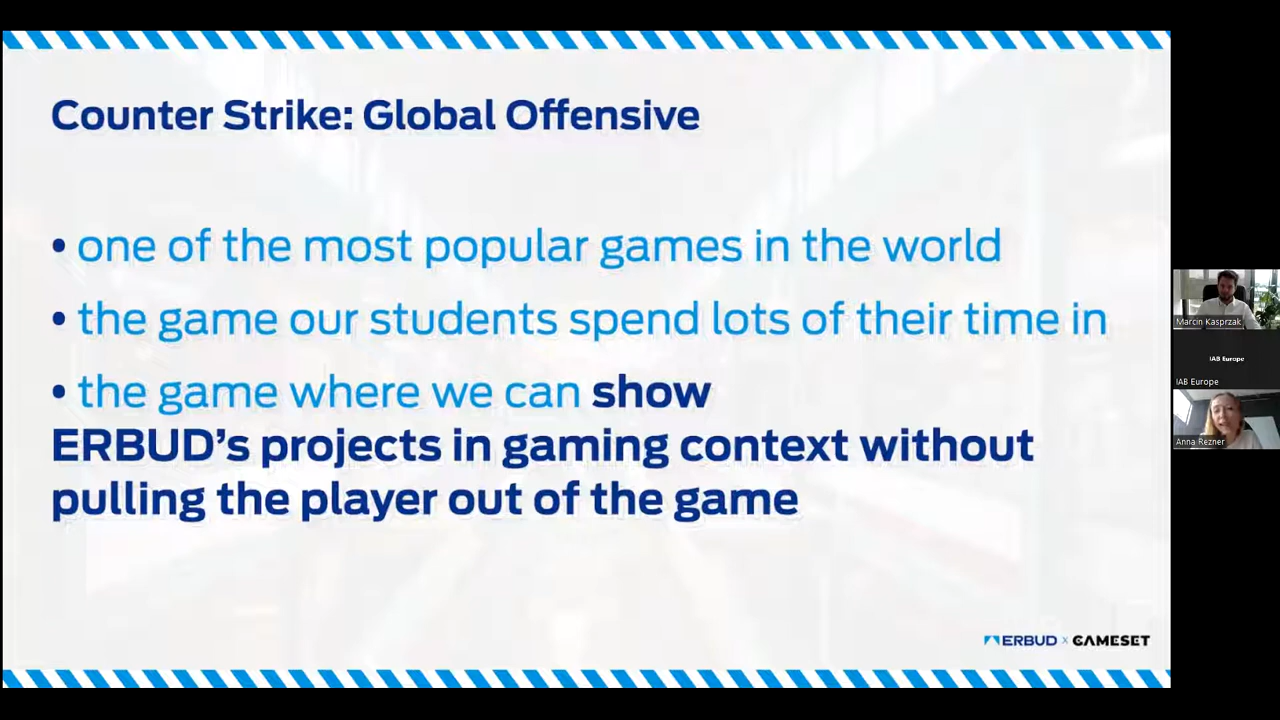 Counter Strike: Global Offensive
• one of the most popular games in the world
• the game our students spend lots of their time in
• the game where we can show
ERBUD's projects in gaming context without
pulling the player out of the game
ERBUD x GAMESET
Marcin Kasprzak
IAB Europe
IAB Europe
Anna Rezner